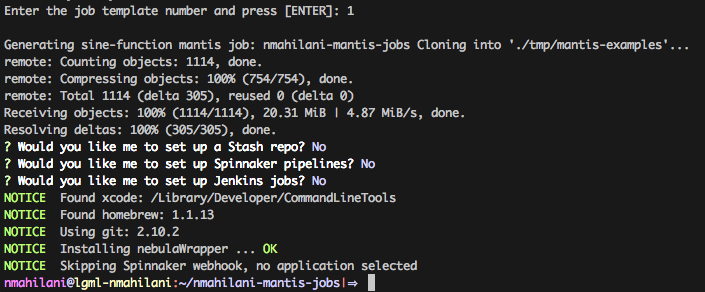 Enter the job template number and press [ENTER]: 1
Generating sine-function mantis job: nmahilani-mantis-jobs Cloning into './tmp/mantis-examples'...
remote: Counting objects: 1114, done.
remote: Compressing objects: 100% (754/754), done.
remote: Total 1114 (delta 305), reused 0 (delta 0)
Receiving objects: 100% (1114/1114), 20.31 MiB | 4.87 MiB/s, done.
Resolving deltas: 100% (305/305), done.
? Would you like me to set up a Stash repo? No
? Would you like me to set up Spinnaker pipelines? No
? Would you like me to set up Jenkins jobs? No
NOTICE  Found xcode: /Library/Developer/CommandLineTools
NOTICE  Found homebrew: 1.1.13
NOTICE  Using git: 2.10.2
NOTICE  Installing nebulaWrapper ... OK
NOTICE  Skipping Spinnaker webhook, no application selected
nmahilani@lgml-nmahilani:~/nmahilani-mantis-jobs|⇒